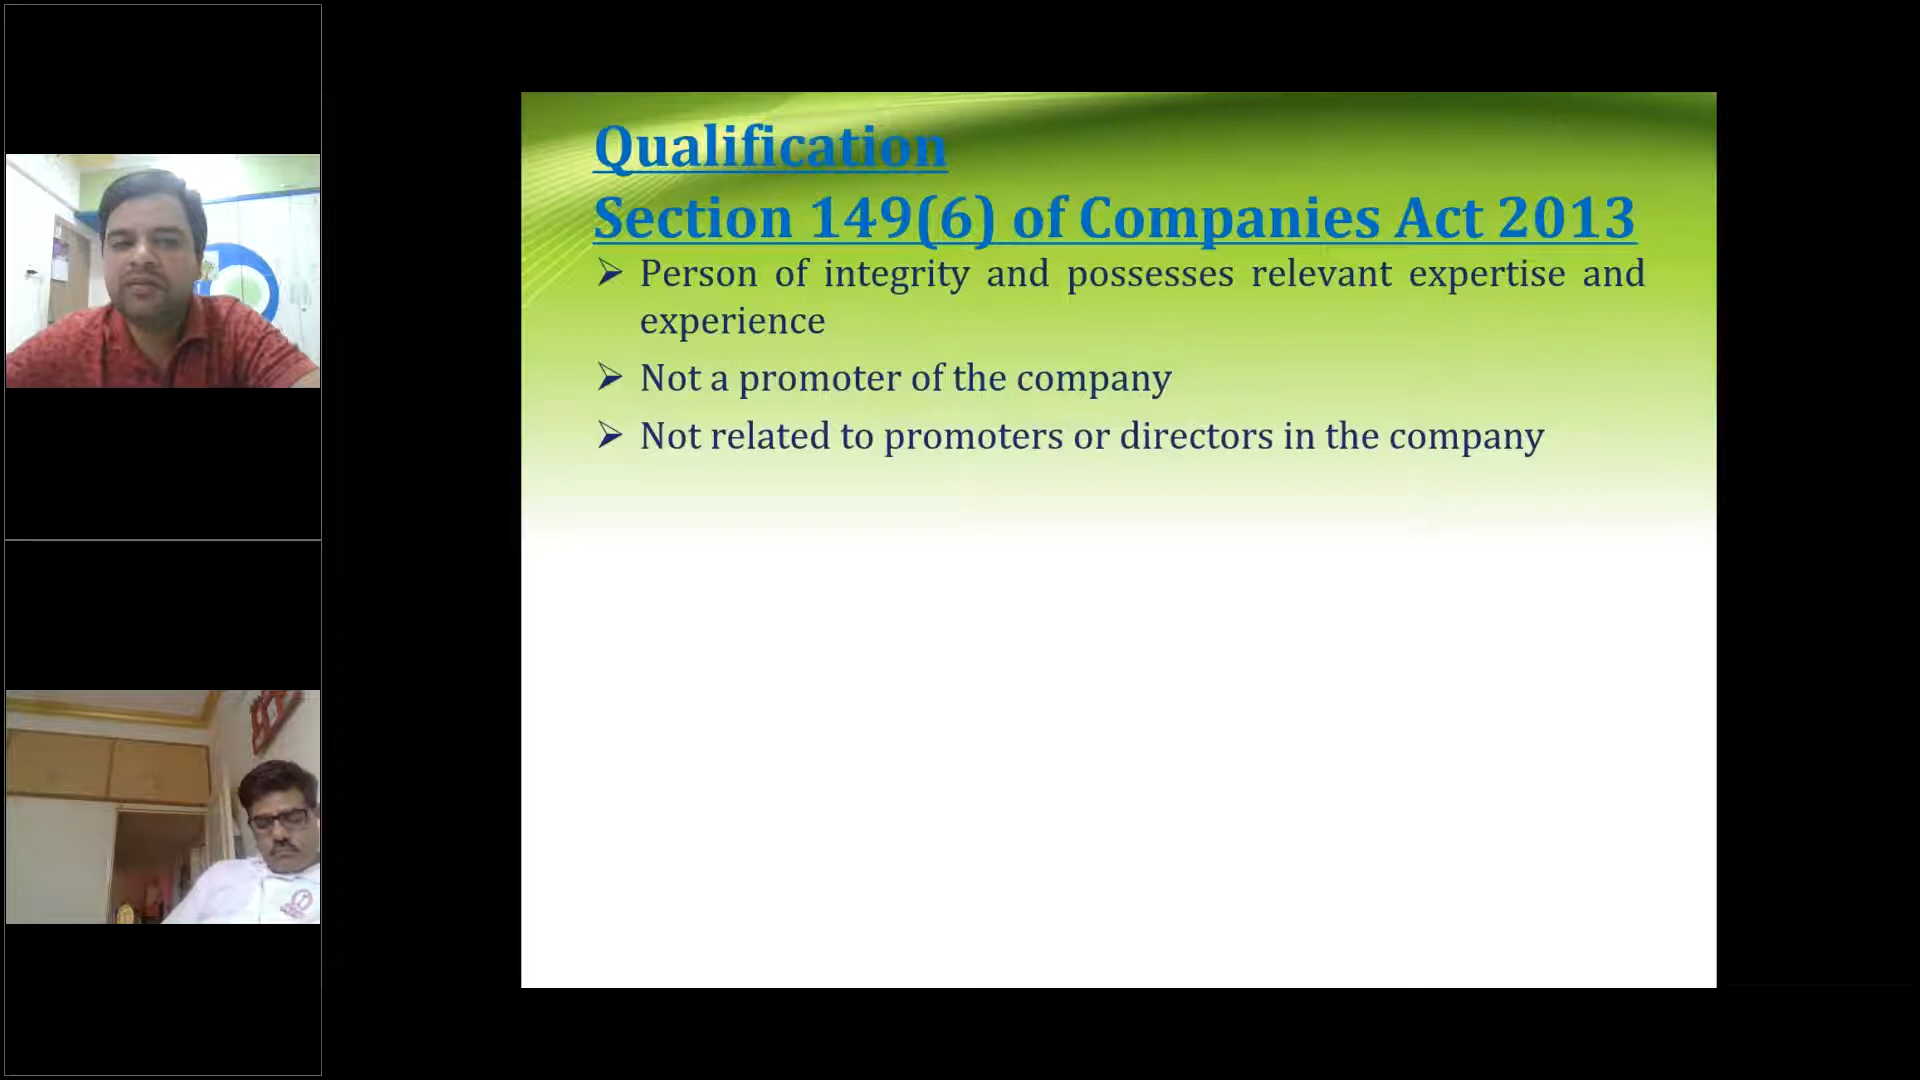 Qualification
Section 149(6) of Companies Act 2013
➢ Person of integrity and possesses relevant expertise and
experience
➢ Not a promoter of the company
➢ Not related to promoters or directors in the company